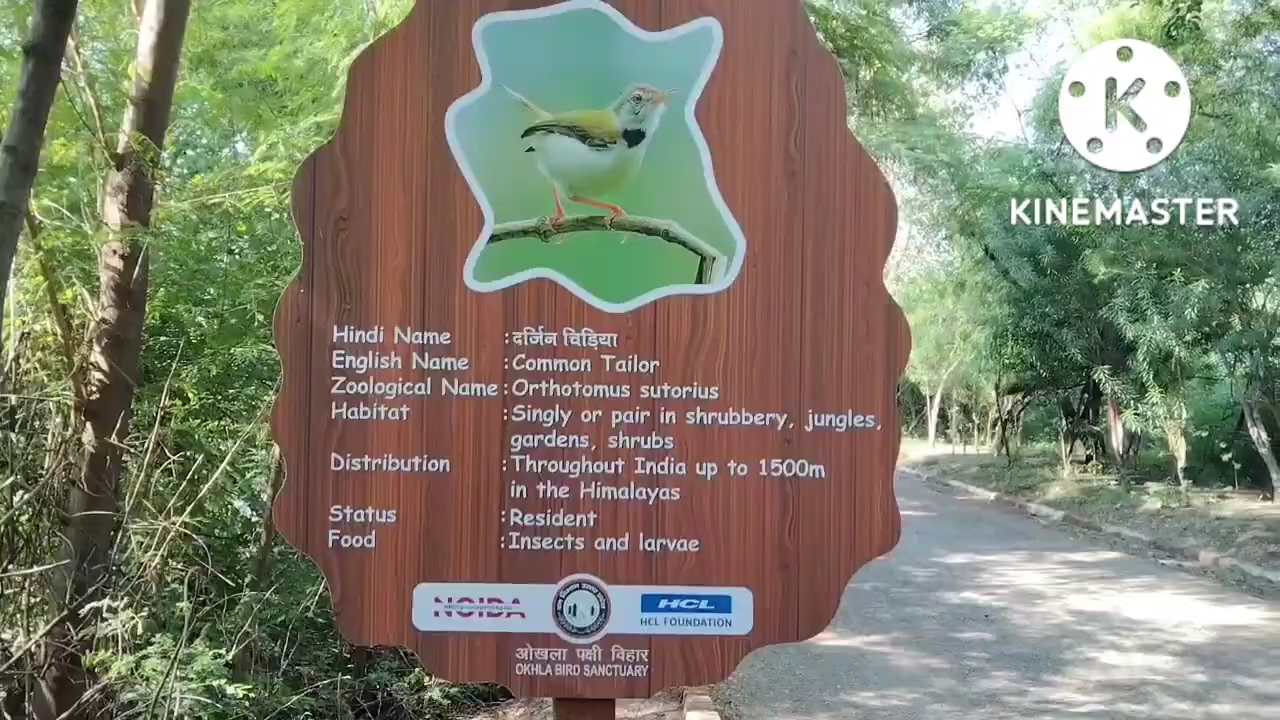 K
KINEMASTER
Hindi Name : दर्जिन चिड़िया
English Name : Common Tailor
Zoological Name : Orthotomus sutorius
Habitat : Singly or pair in shrubbery, jungles,
gardens, shrubs
Distribution : Throughout India up to 1500m
in the Himalayas
Status : Resident
Food : Insects and larvae
NOIDA
HCL
HCL FOUNDATION
ओखला पक्षी विहार
OKHLA BIRD SANCTUARY